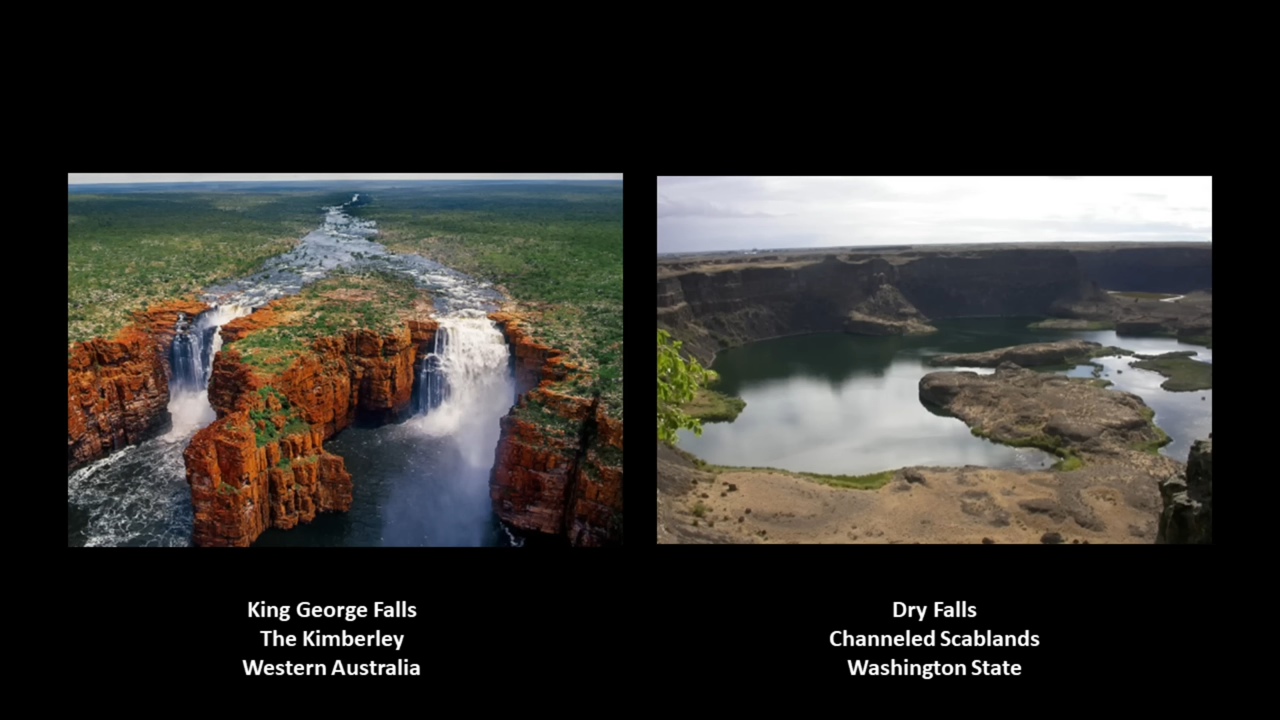 King George Falls
The Kimberley
Western Australia
Dry Falls
Channeled Scablands
Washington State